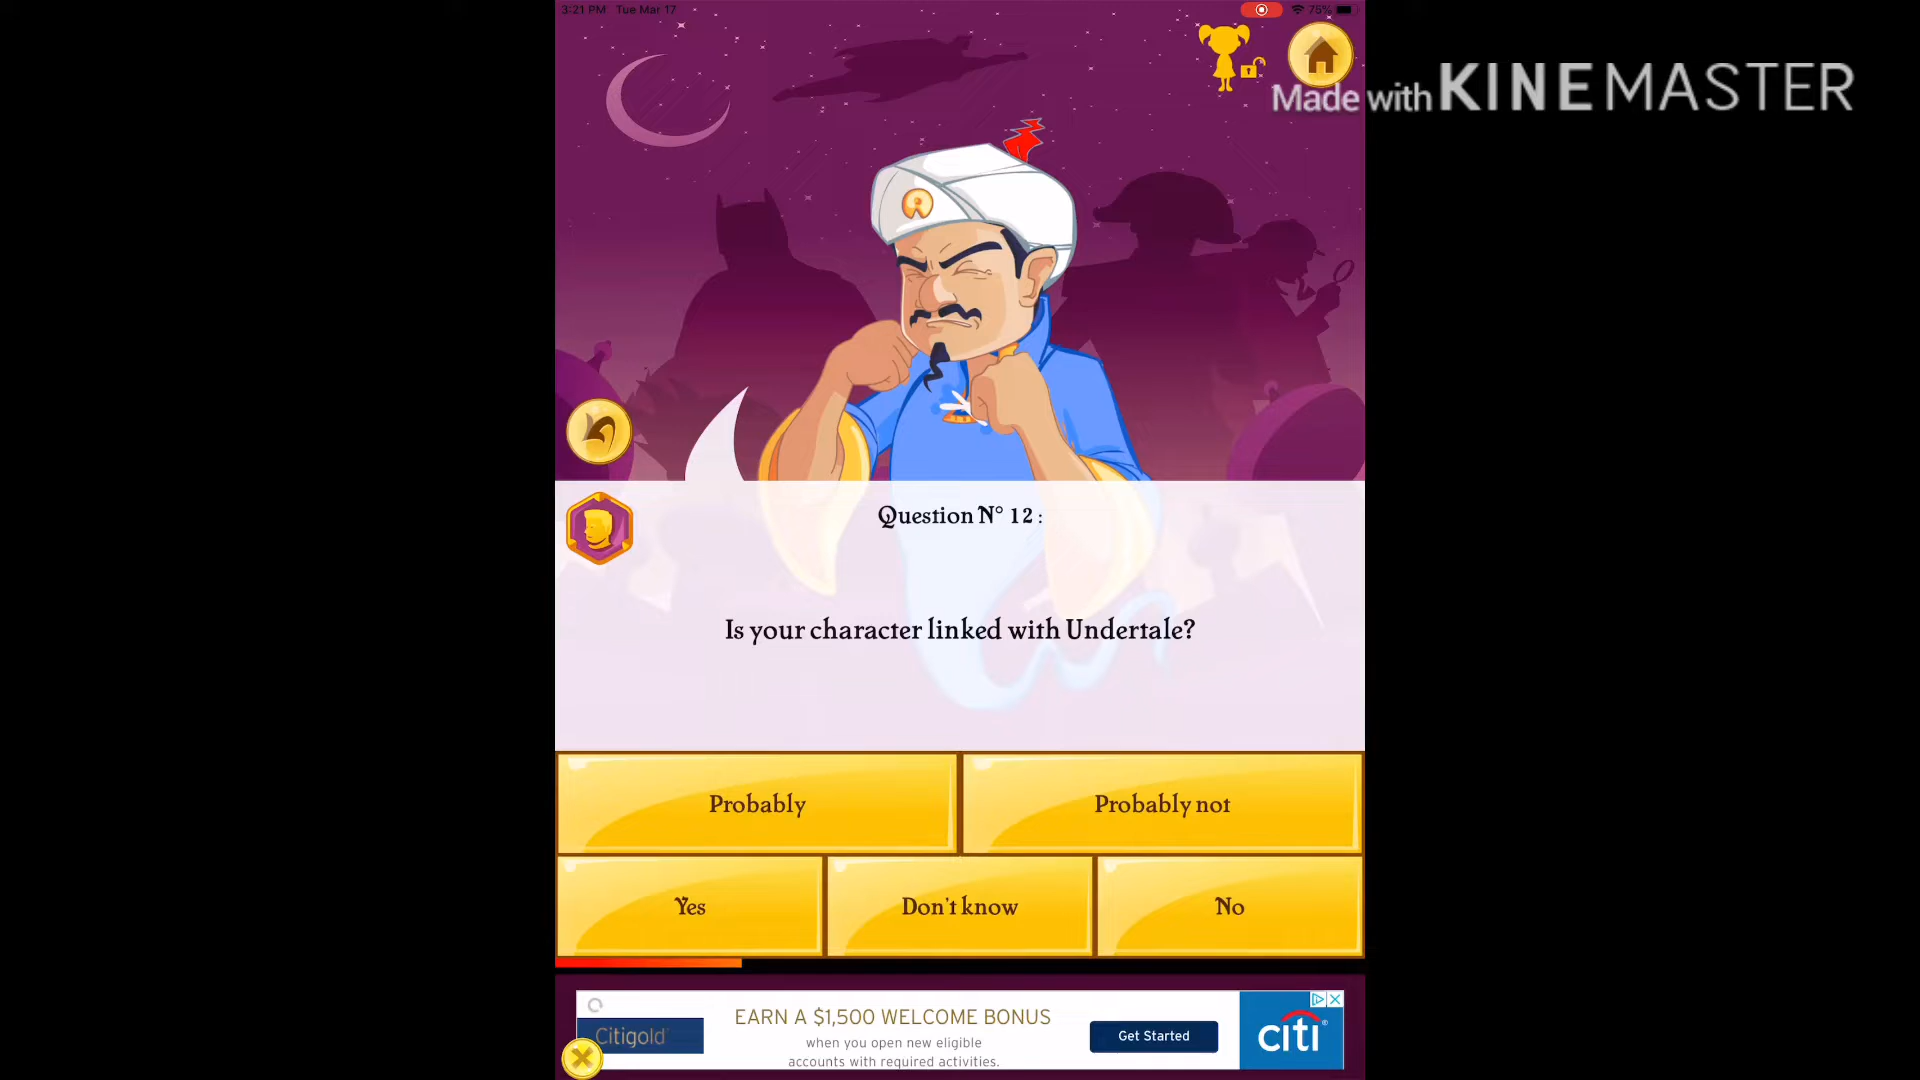 3:21 PM Tue Mar 17
75%
Made with KINEMASTER
Question N° 12 :
Is your character linked with Undertale?
Probably
Probably not
Yes
Don't know
No
Citigold
EARN A $1,500 WELCOME BONUS
when you open new eligible
accounts with required activities.
Get Started
citi